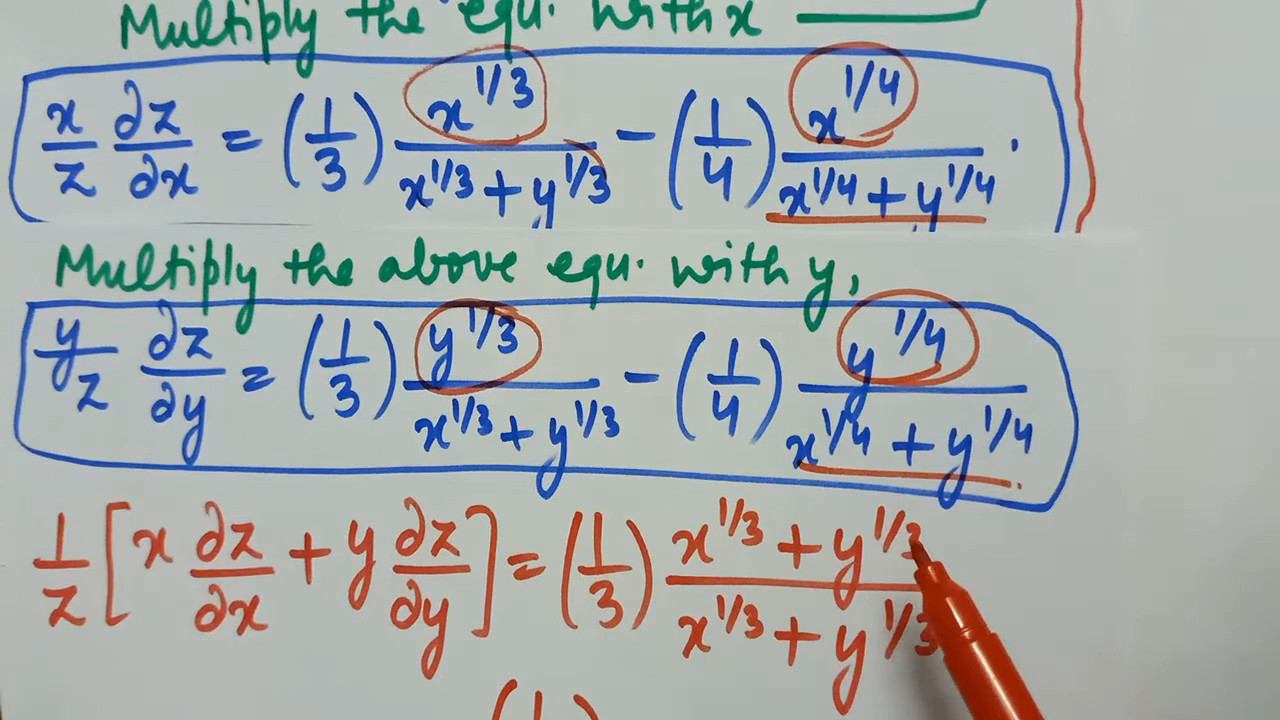 Multiply the equ. with x
x/z ∂z/∂x = (1/3) x^1/3 / x^1/3 + y^1/3 - (1/4) x^1/4 / x^1/4 + y^1/4 .
Multiply the above equ. with y,
y/z ∂z/∂y = (1/3) y^1/3 / x^1/3 + y^1/3 - (1/4) y^1/4 / x^1/4 + y^1/4
1/z [x ∂z/∂x + y ∂z/∂y] = (1/3) x^1/3 + y^1/3 / x^1/3 + y^1/3
(1